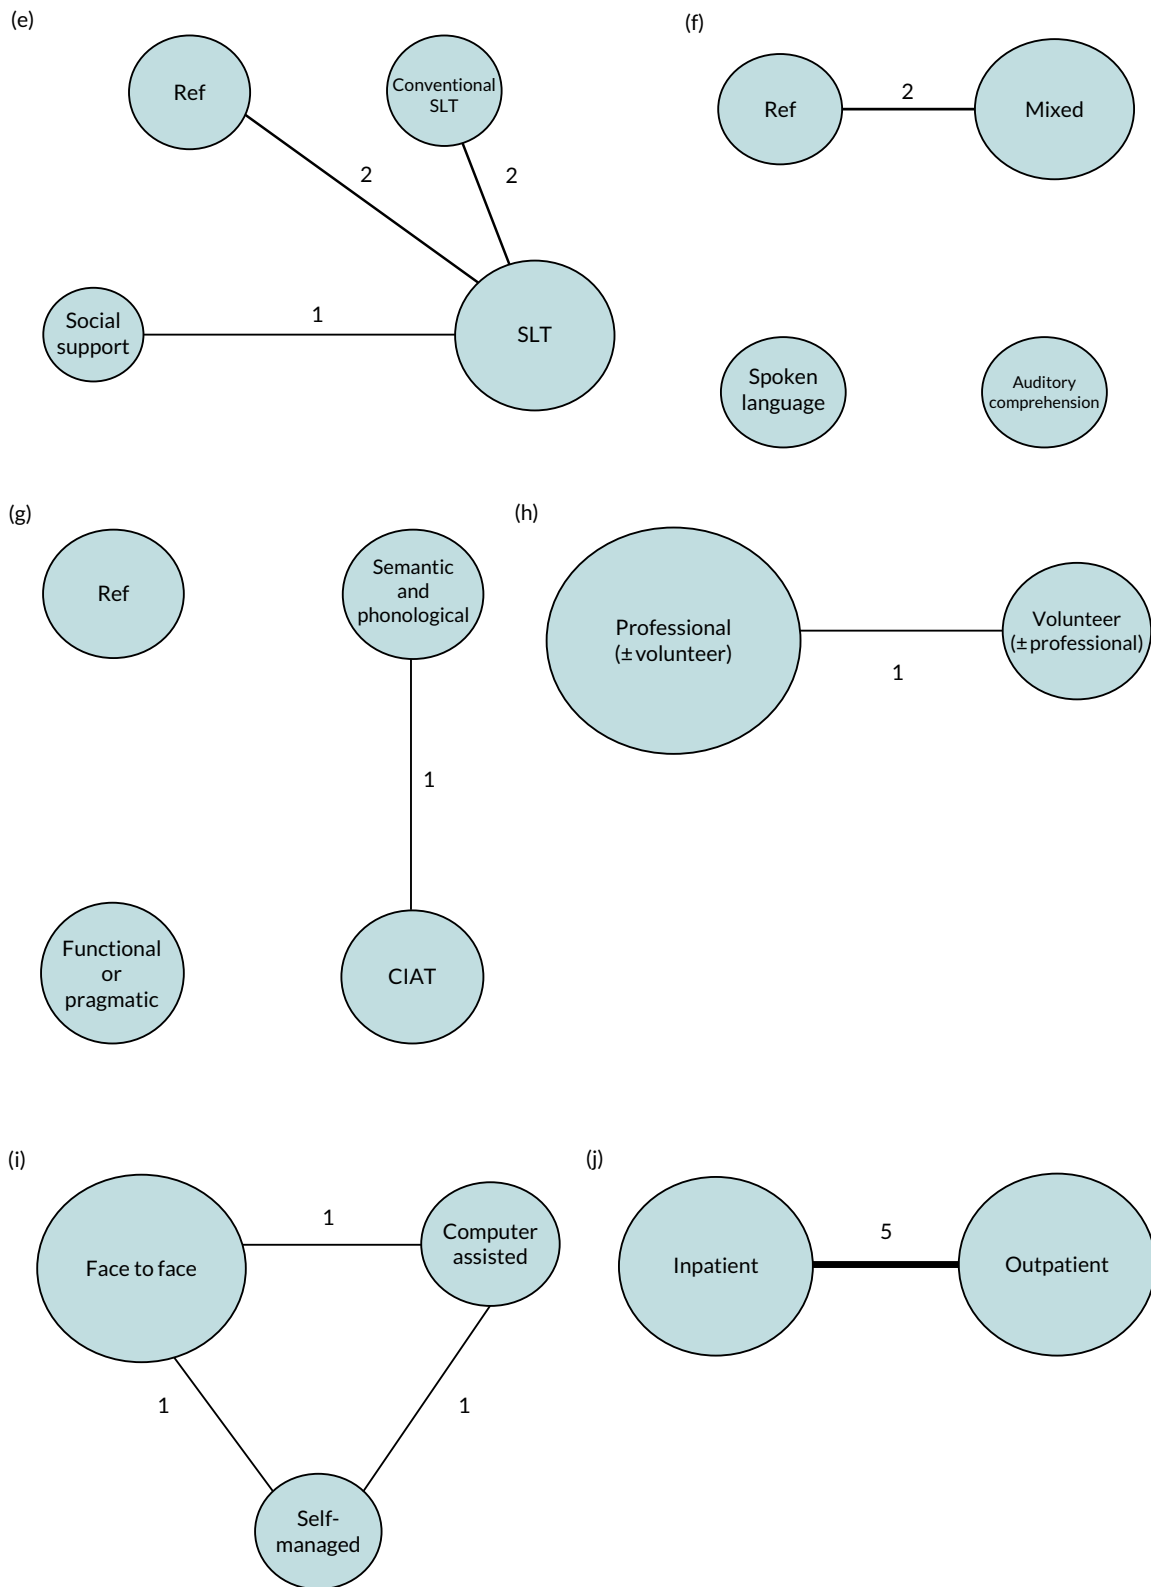 (e)
Ref
Conventional
SLT
2
2
Social
support
1
SLT
(f)
Ref
2
Mixed
Spoken
language
Auditory
comprehension
(g)
Ref
Semantic
and
phonological
1
Functional
or
pragmatic
CIAT
(h)
Professional
(± volunteer)
1
Volunteer
(± professional)
(i)
Face to face
1
Computer
assisted
1
1
Self-
managed
(j)
Inpatient
5
Outpatient